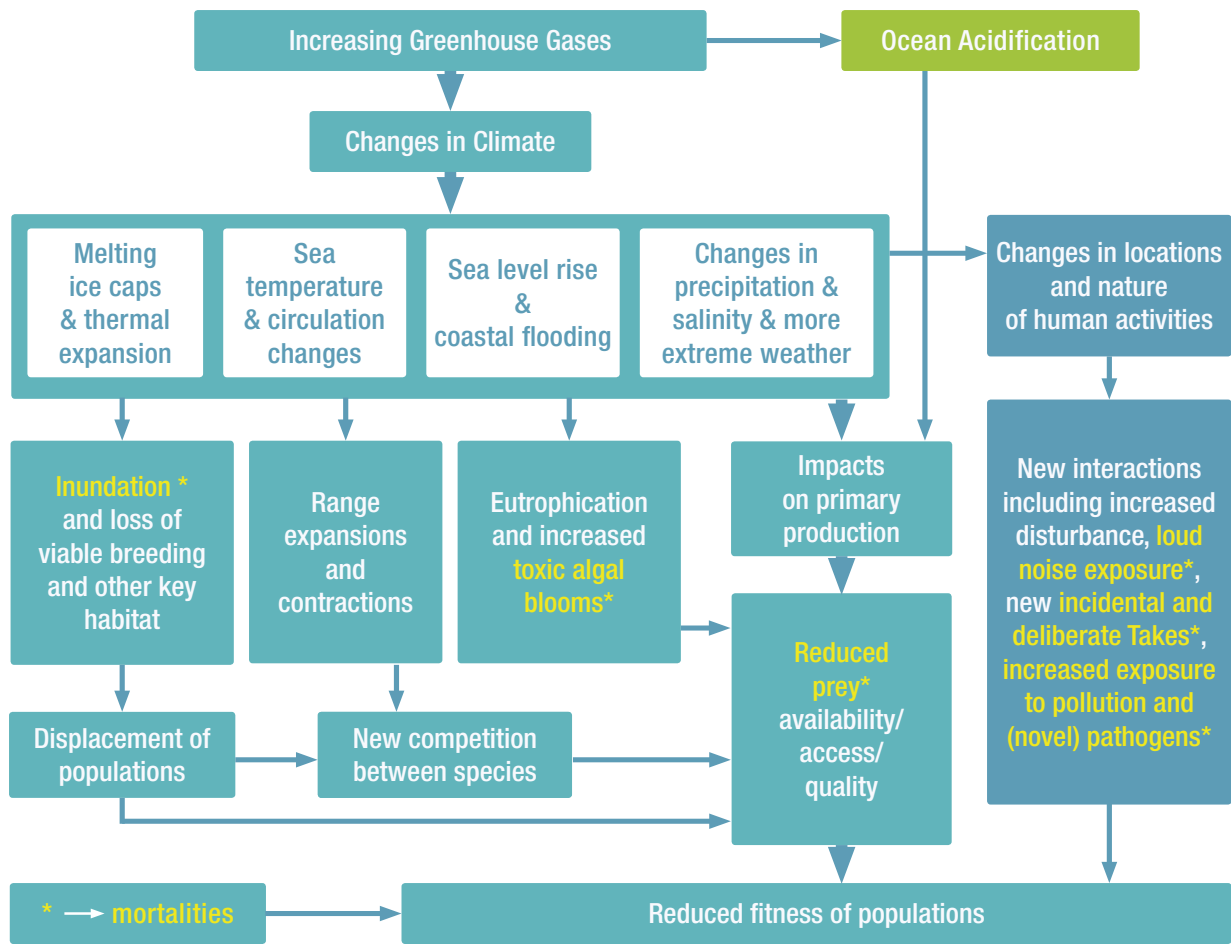 Increasing Greenhouse Gases
Ocean Acidification
Changes in Climate
Melting
ice caps
& thermal
expansion
Sea
temperature
& circulation
changes
Sea level rise
&
coastal flooding
Changes in
precipitation &
salinity & more
extreme weather
Changes in locations
and nature
of human activities
Inundation *
and loss of
viable breeding
and other key
habitat
Range
expansions
and
contractions
Eutrophication
and increased
toxic algal
blooms*
Impacts
on primary
production
New interactions
including increased
disturbance, loud
noise exposure*,
new incidental and
deliberate Takes*,
increased exposure
to pollution and
(novel) pathogens*
Reduced
prey*
availability/
access/
quality
Displacement of
populations
New competition
between species
* → mortalities
Reduced fitness of populations